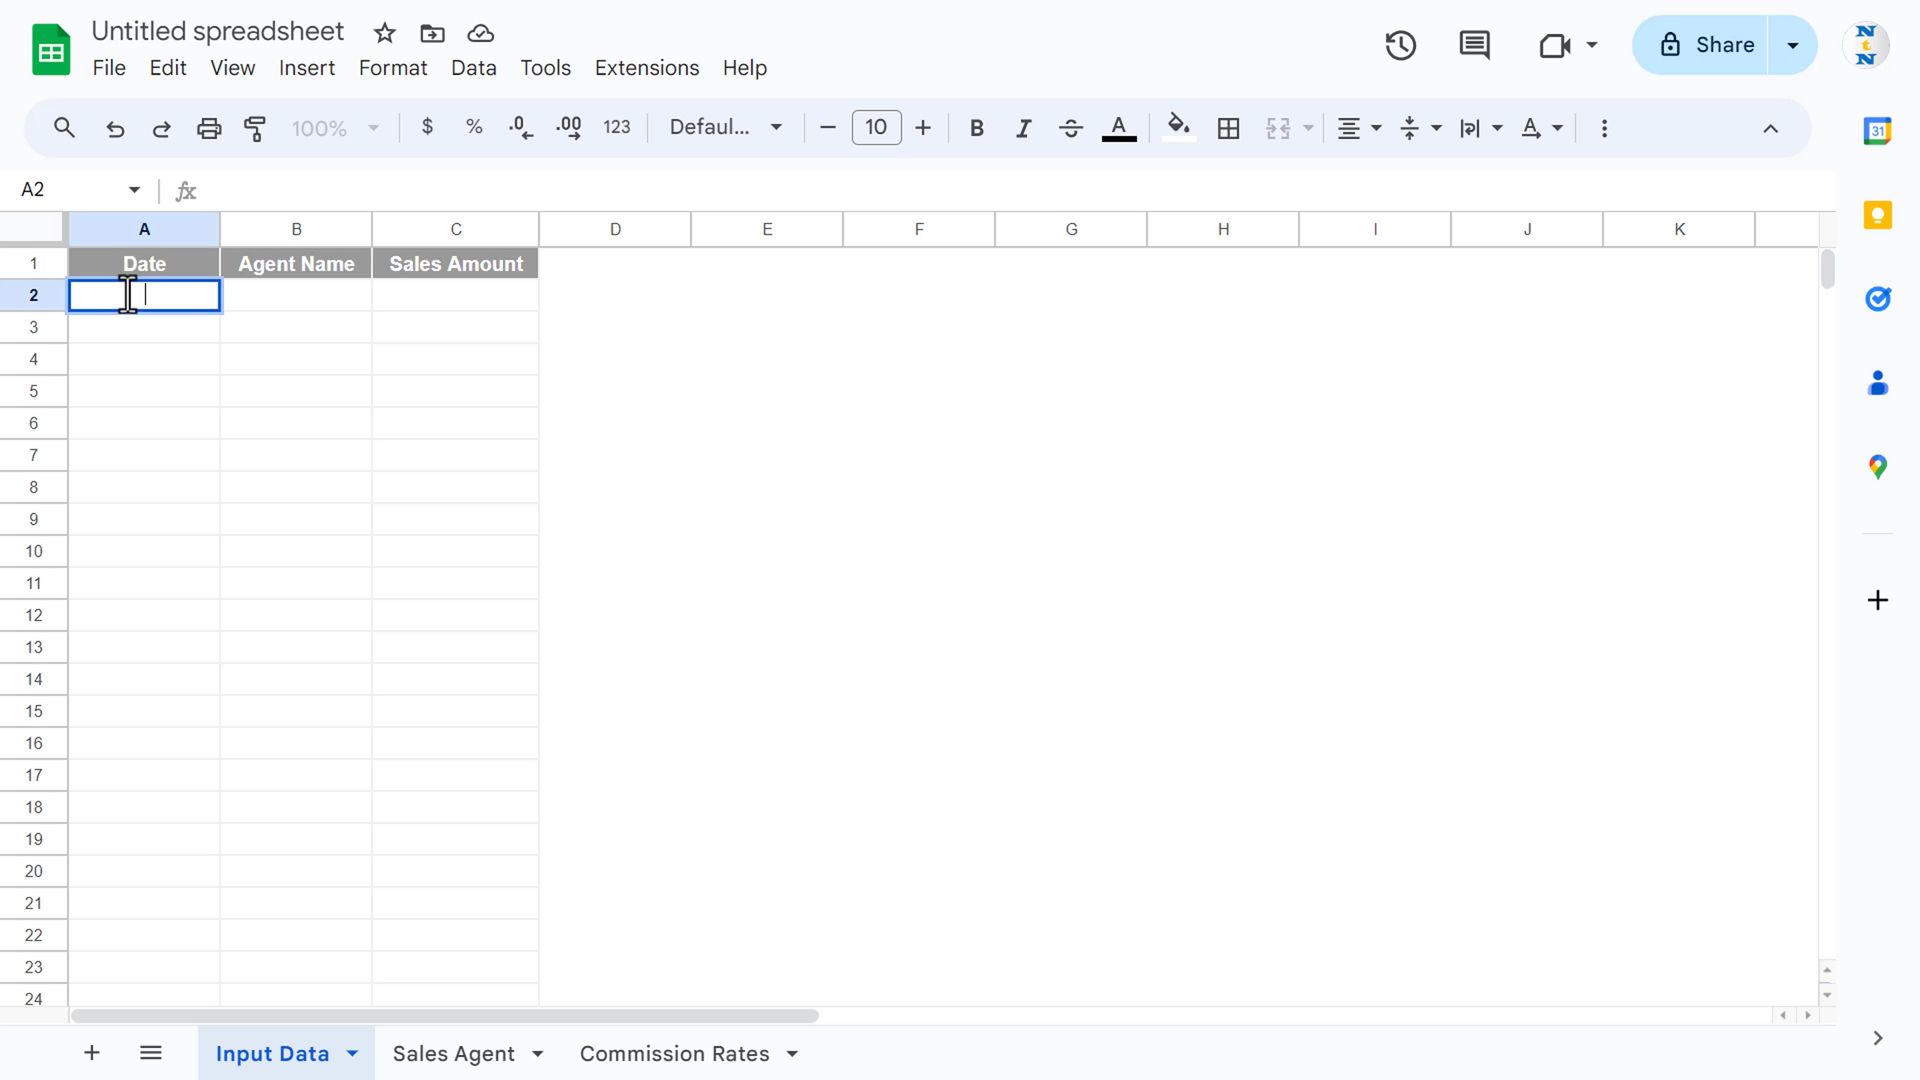 Untitled spreadsheet
File Edit View Insert Format Data Tools Extensions Help
Share
N
t
N
100% $ % .0 .00 123 Defaul... 10 B I S A A
31
A2 fx
A B C D E F G H I J K
1 Date Agent Name Sales Amount
2
3
4
5
6
7
8
9
10
11
12
13
14
15
16
17
18
19
20
21
22
23
24
Input Data Sales Agent Commission Rates